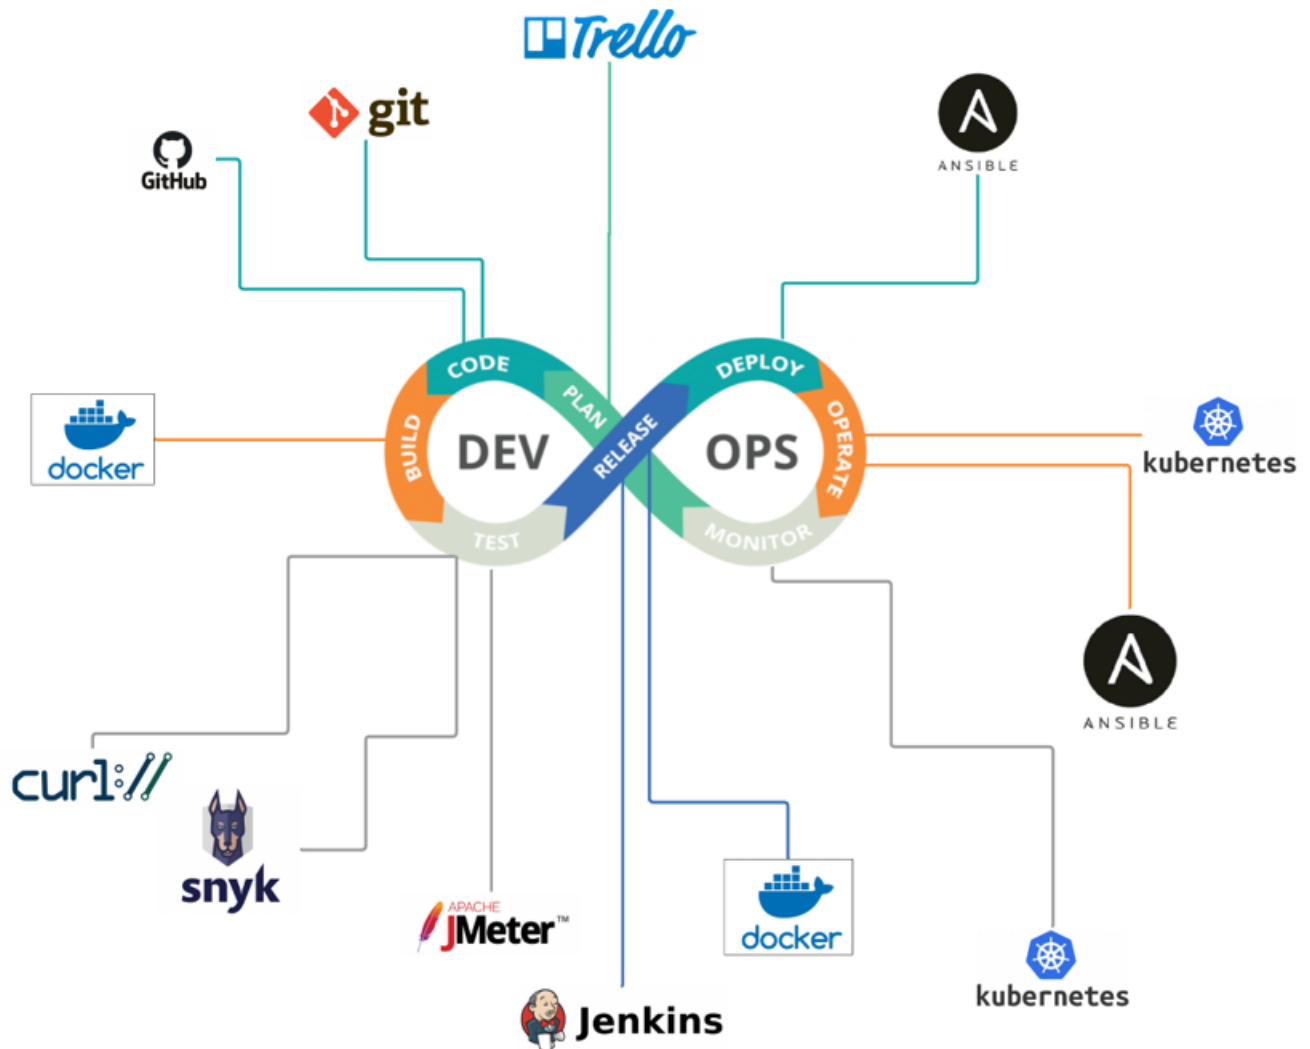 Trello
git
GitHub
ANSIBLE
CODE
PLAN
DEPLOY
BUILD
DEV
RELEASE
OPS
OPERATE
docker
kubernetes
TEST
MONITOR
ANSIBLE
curl://
snyk
APACHE
JMeter™
docker
kubernetes
Jenkins